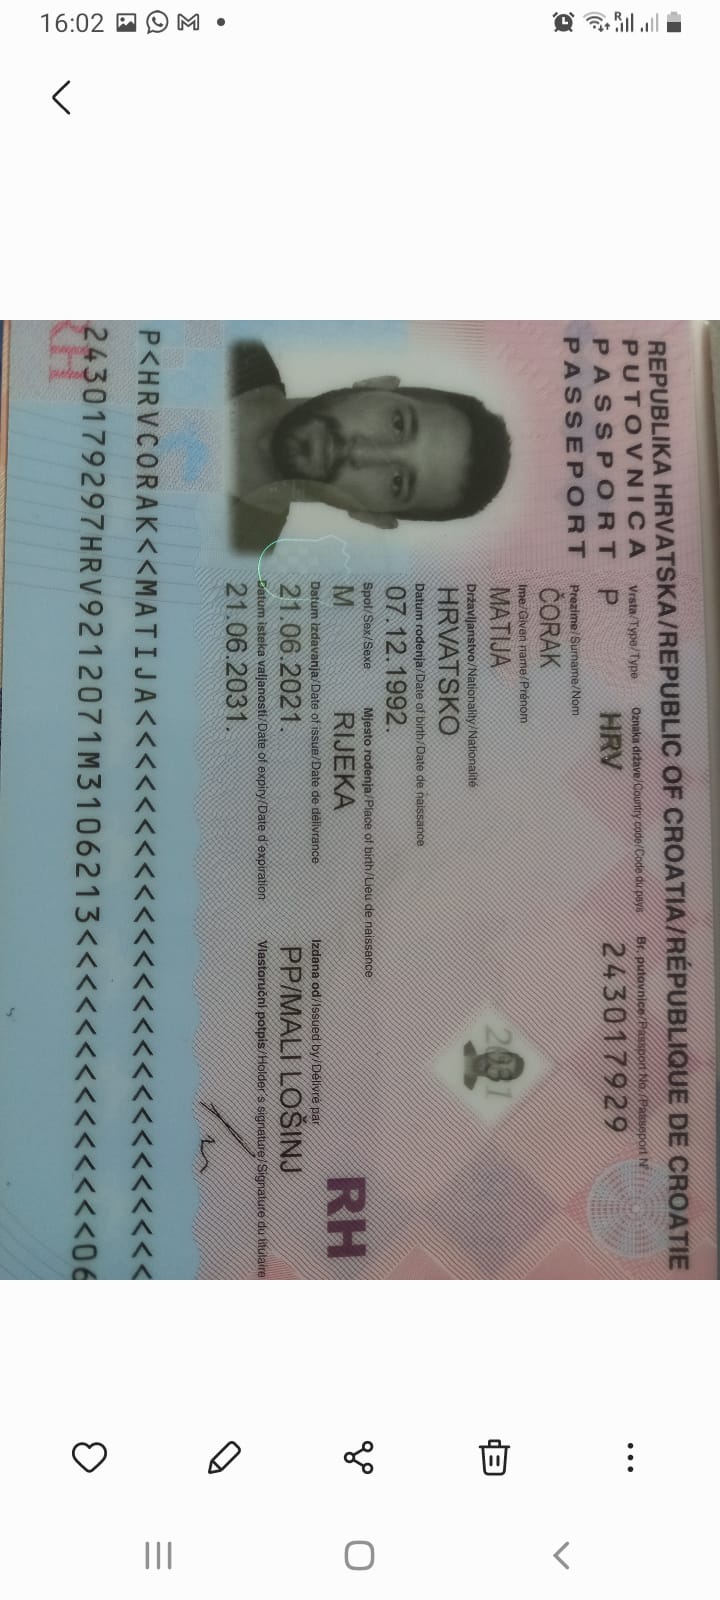 REPUBLIKA HRVATSKA/REPUBLIC OF CROATIA/RÉPUBLIQUE DE CROATIE
PUTOVNICA
PASSPORT
PASSEPORT
Vrsta/Type/Type
P
Oznaka države/Country code/Code du pays
HRV
Br. putovnice/Passport No./Passeport N°
243017929
Prezime/Surname/Nom
ČORAK
Ime/Given name/Prénom
MATIJA
2031
Državljanstvo/Nationality/Nationalité
HRVATSKO
Datum rođenja/Date of birth/Date de naissance
07.12.1992.
Spol/Sex/Sexe
M
Mjesto rođenja/Place of birth/Lieu de naissance
RIJEKA
RH
Datum izdavanja/Date of issue/Date de délivrance
21.06.2021.
Izdana od/Issued by/Délivré par
PP/MALI LOŠINJ
Datum isteka valjanosti/Date of expiry/Date d'expiration
21.06.2031.
Vlastoručni potpis/Holder's signature/Signature du titulaire
P<HRVCORAK<<MATIJA<<<<<<<<<<<<<<<<<<<<<<<<<<
2430179297HRV9212071M3106213<<<<<<<<<<<<<<06
RH
16:02